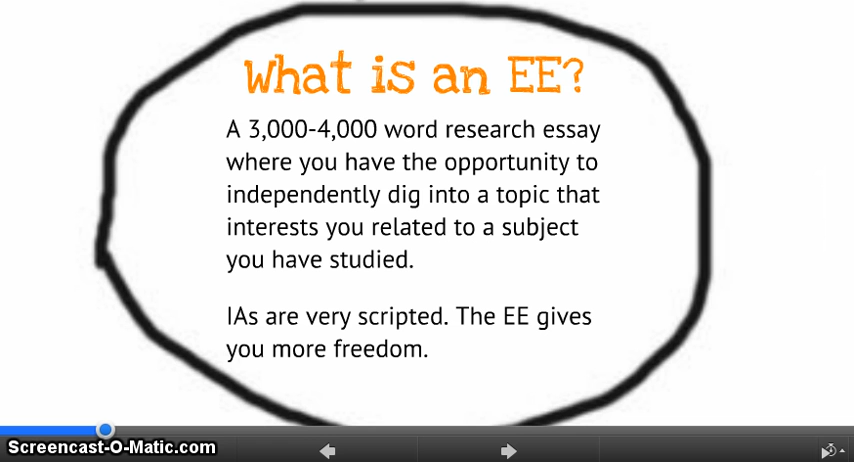 What is an EE?
A 3,000-4,000 word research essay
where you have the opportunity to
independently dig into a topic that
interests you related to a subject
you have studied.
IAs are very scripted. The EE gives
you more freedom.
Screencast-O-Matic.com